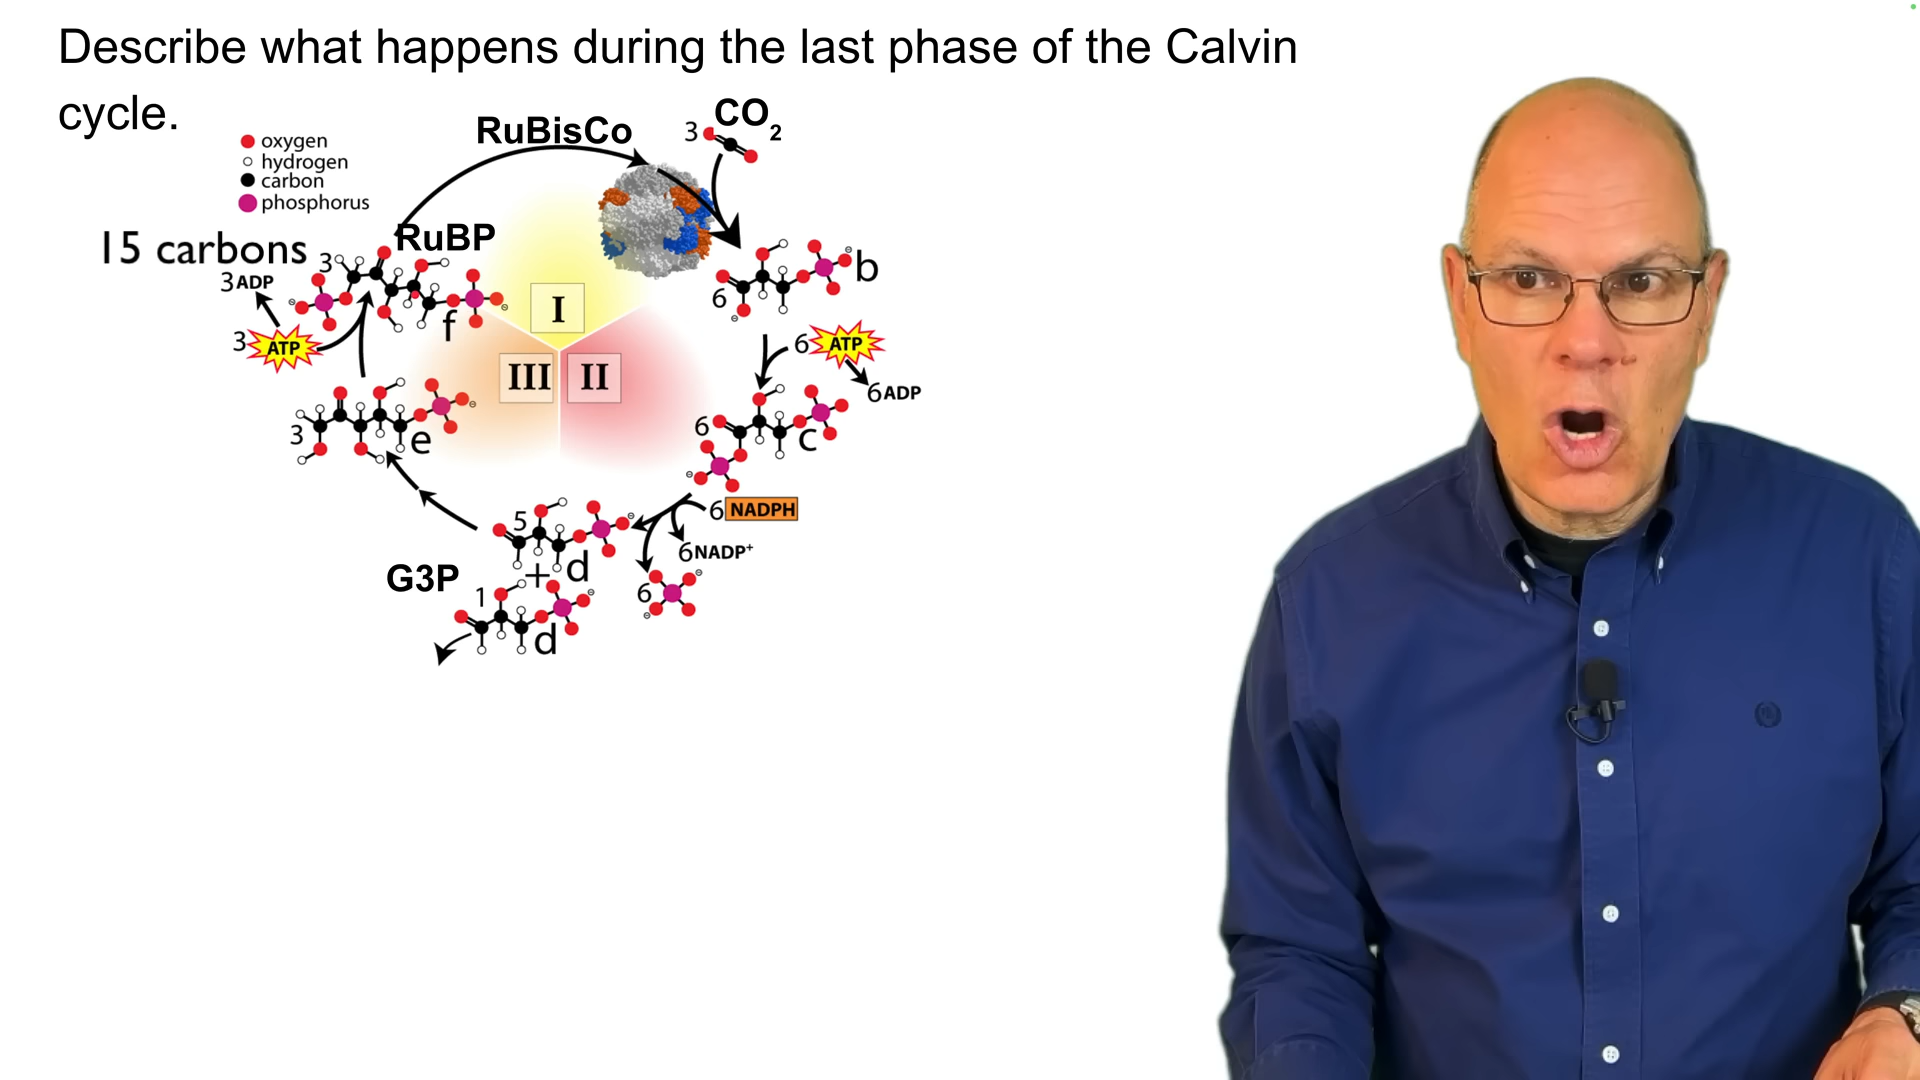 Describe what happens during the last phase of the Calvin
cycle.
RuBisCo
3 CO2
oxygen
hydrogen
carbon
phosphorus
15 carbons
RuBP
3
3ADP
3 ATP
f
I
III II
6
b
6 ATP
6ADP
3
e
6
c
6 NADPH
6NADP+
5
d
+
G3P
1
d
6